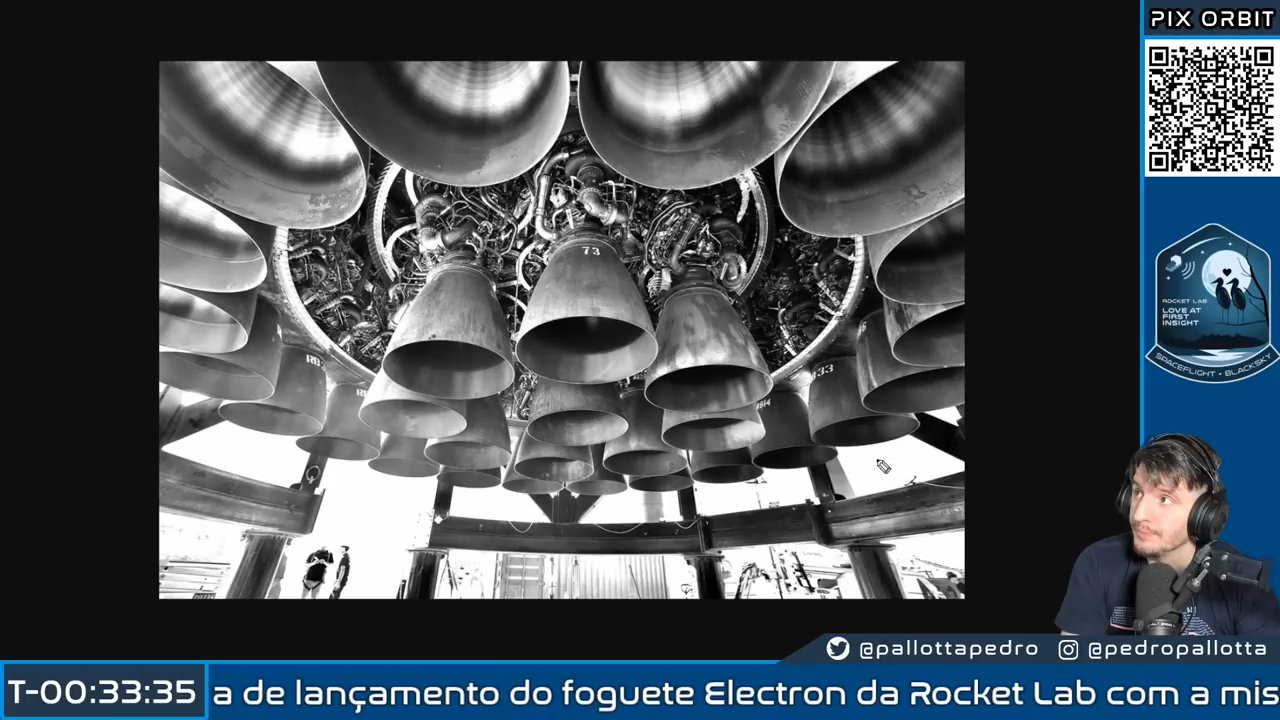 PIX ORBIT
73
33
ROCKET LAB
LOVE AT
FIRST
INSIGHT
SPACEFLIGHT • BLACKSKY
@pallottapedro @pedropallotta
T-00:33:35 a de lançamento do foguete Electron da Rocket Lab com a mis